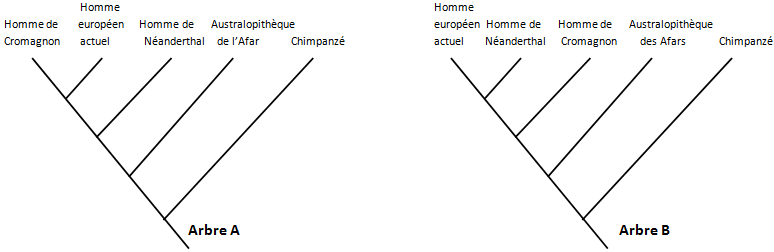 Homme de
Cromagnon
Homme
européen
actuel
Homme de
Néanderthal
Australopithèque
de l'Afar
Chimpanzé
Arbre A
Homme
européen
actuel
Homme de
Néanderthal
Homme de
Cromagnon
Australopithèque
des Afars
Chimpanzé
Arbre B